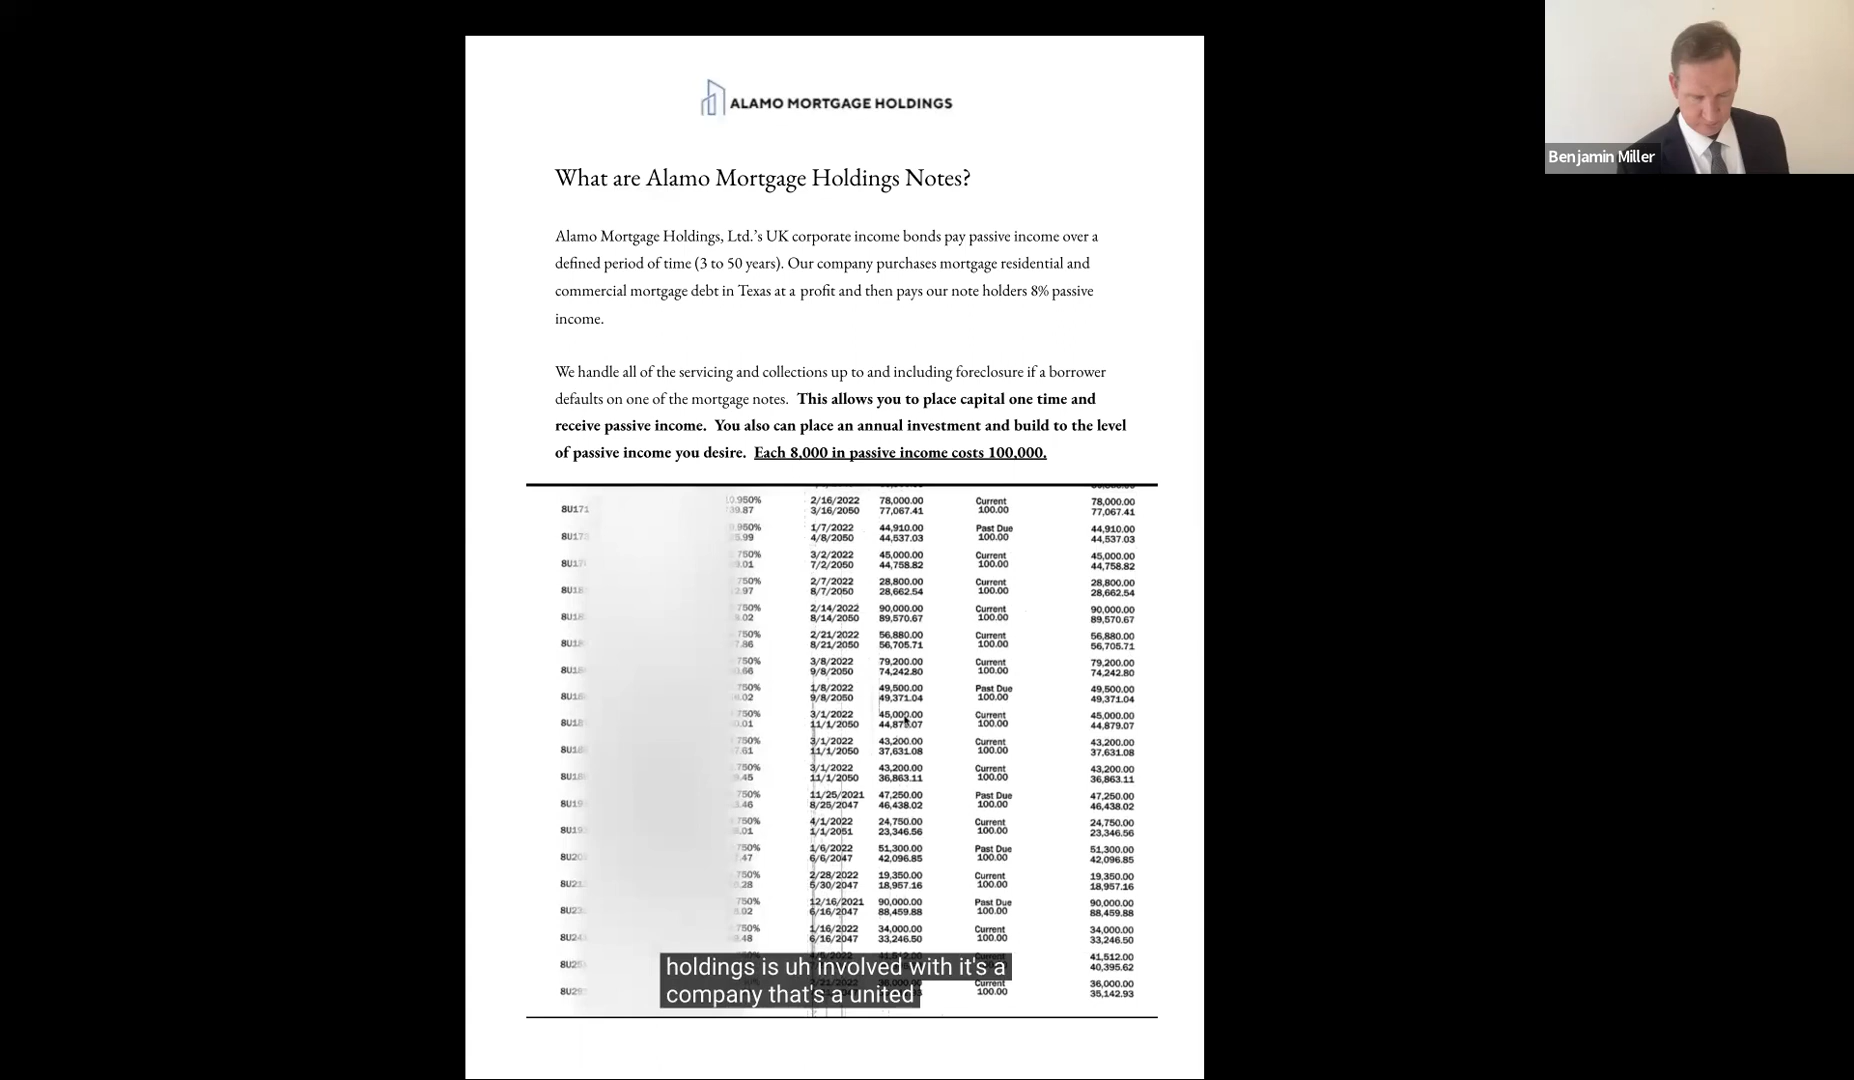 ALAMO MORTGAGE HOLDINGS
Benjamin Miller
What are Alamo Mortgage Holdings Notes?
Alamo Mortgage Holdings, Ltd.'s UK corporate income bonds pay passive income over a
defined period of time (3 to 50 years). Our company purchases mortgage residential and
commercial mortgage debt in Texas at a profit and then pays our note holders 8% passive
income.
We handle all of the servicing and collections up to and including foreclosure if a borrower
defaults on one of the mortgage notes. This allows you to place capital one time and
receive passive income. You also can place an annual investment and build to the level
of passive income you desire. Each 8,000 in passive income costs 100,000.
2/16/2022 78,000.00 Current 78,000.00
8U171 3/16/2050 77,067.41 100.00 77,067.41
1/7/2022 44,910.00 Past Due 44,910.00
4/8/2050 44,537.03 100.00 44,537.03
750% 3/2/2022 45,000.00 Current 45,000.00
7/2/2050 44,758.82 100.00 44,758.82
750% 2/7/2022 28,800.00 Current 28,800.00
8/7/2050 28,662.54 100.00 28,662.54
750% 2/14/2022 90,000.00 Current 90,000.00
8/14/2050 89,570.67 100.00 89,570.67
750% 2/21/2022 56,880.00 Current 56,880.00
8/21/2050 56,705.71 100.00 56,705.71
750% 3/8/2022 79,200.00 Current 79,200.00
9/8/2050 74,242.80 100.00 74,242.80
750% 1/8/2022 49,500.00 Past Due 49,500.00
9/8/2050 49,371.04 100.00 49,371.04
750% 3/1/2022 45,000.00 Current 45,000.00
11/1/2050 100.00 44,879.07
750% 3/1/2022 43,200.00 Current 43,200.00
11/1/2050 37,631.08 100.00 37,631.08
750% 3/1/2022 43,200.00 Current 43,200.00
11/1/2050 36,863.11 100.00 36,863.11
750% 11/25/2021 47,250.00 Past Due 47,250.00
8/25/2047 46,438.02 100.00 46,438.02
750% 4/1/2022 24,750.00 Current 24,750.00
1/1/2051 23,346.56 100.00 23,346.56
750% 1/6/2022 51,300.00 Past Due 51,300.00
6/6/2047 42,096.85 100.00 42,096.85
750% 2/28/2022 19,350.00 Current 19,350.00
5/30/2047 18,957.16 100.00 18,957.16
750% 12/16/2021 90,000.00 Past Due 90,000.00
6/16/2047 88,459.88 100.00 88,459.88
750% 1/16/2022 34,000.00 Current 34,000.00
6/16/2047 33,246.50 100.00 33,246.50
41,512.00
40,395.62
Current 36,000.00
100.00 35,142.93
holdings is uh involved with it's a
company that's a united